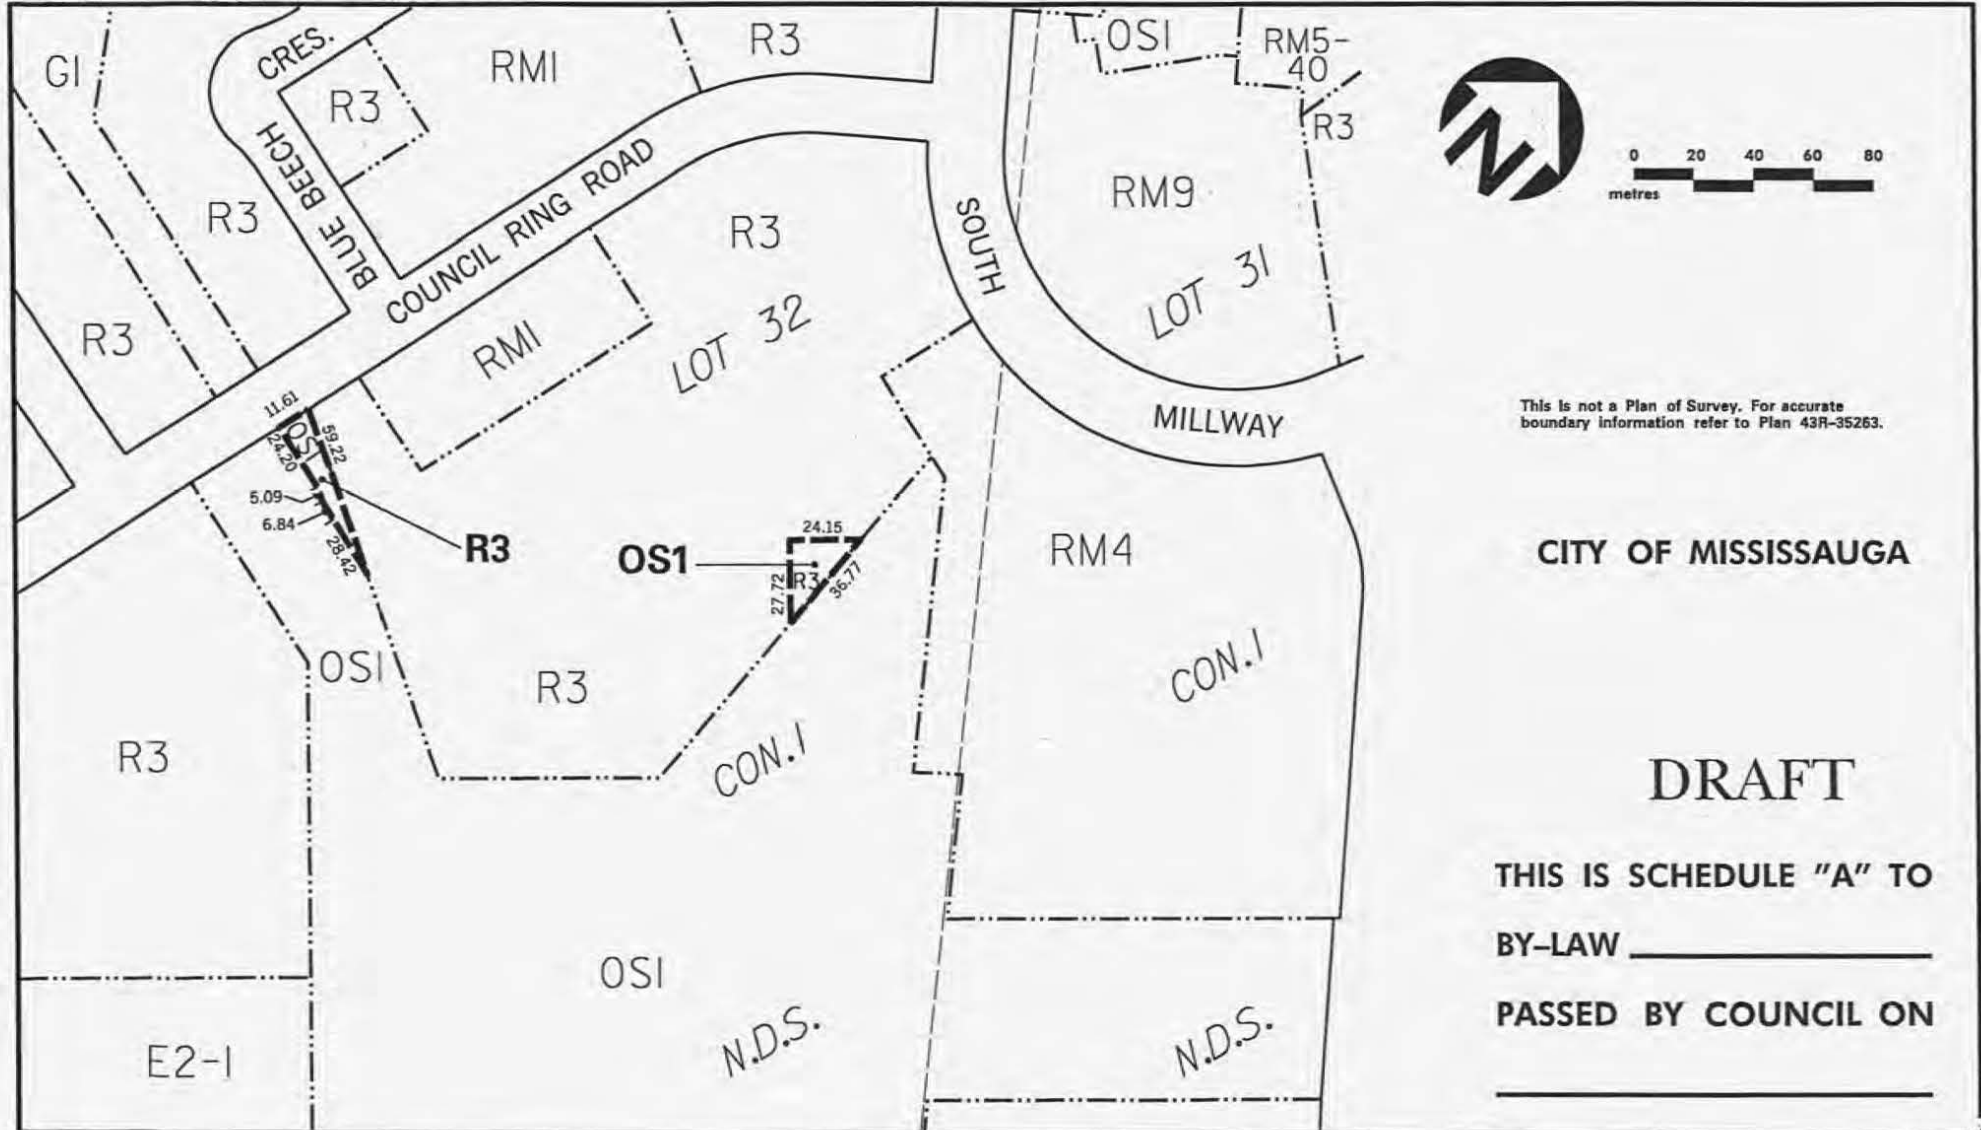 CRES.
GI
RMI
R3
OSI
RM5-
40
R3
R3
RM9
BLUE BEECH
COUNCIL RING ROAD
R3
R3
SOUTH
LOT 31
LOT 32
RMI
R3
MILLWAY
11.61
OSI
59.22
24.20
5.09
6.84
28.42
R3
OS1
24.15
R3
27.72
36.77
RM4
OSI
R3
CON.I
CON.I
R3
OSI
E2-I
N.D.S.
N.D.S.
N
0 20 40 60 80
metres
This is not a Plan of Survey. For accurate
boundary information refer to Plan 43R-35263.
CITY OF MISSISSAUGA
DRAFT
THIS IS SCHEDULE "A" TO
BY-LAW
PASSED BY COUNCIL ON